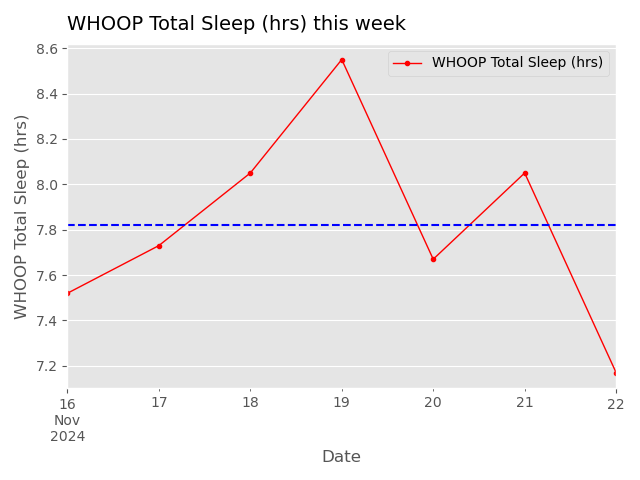 WHOOP Total Sleep (hrs) this week
WHOOP Total Sleep (hrs)
WHOOP Total Sleep (hrs)
8.6
8.4
8.2
8.0
7.8
7.6
7.4
7.2
16 17 18 19 20 21 22
Nov
2024
Date